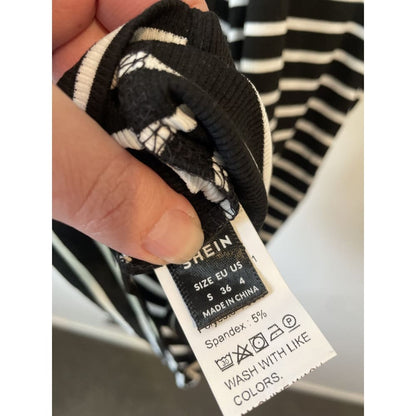 SHEIN
SIZE EU US
S 36 4
MADE IN CHINA
Spandex : 5%
WASH WITH LIKE
COLORS.